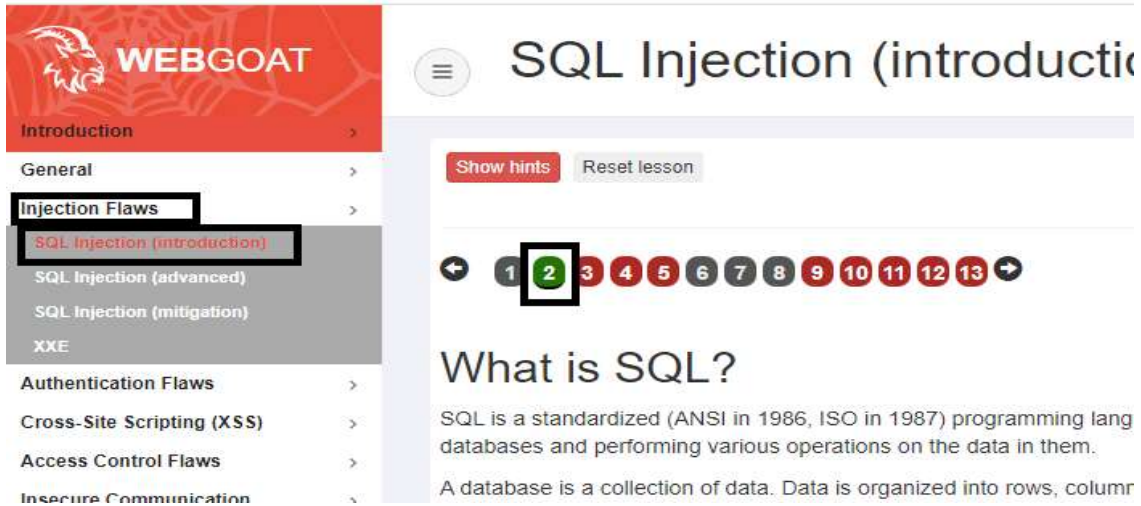 WEBGOAT
Introduction
General
Injection Flaws
SQL Injection (introduction)
SQL Injection (advanced)
SQL Injection (mitigation)
XXE
Authentication Flaws
Cross-Site Scripting (XSS)
Access Control Flaws
Insecure Communication
SQL Injection (introductio
Show hints
Reset lesson
1 2 3 4 5 6 7 8 9 10 11 12 13
What is SQL?
SQL is a standardized (ANSI in 1986, ISO in 1987) programming lang
databases and performing various operations on the data in them.
A database is a collection of data. Data is organized into rows, column